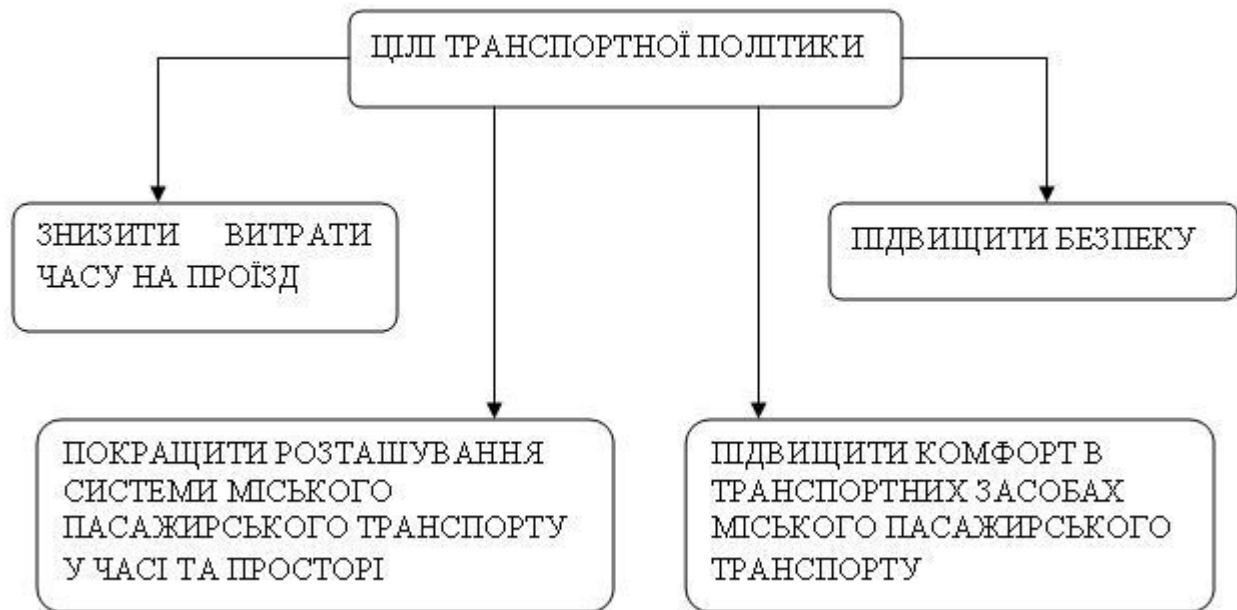 ЦІЛІ ТРАНСПОРТНОЇ ПОЛІТИКИ
ЗНИЗИТИ ВИТРАТИ
ЧАСУ НА ПРОЇЗД
ПІДВИЩИТИ БЕЗПЕКУ
ПОКРАЩИТИ РОЗТАШУВАННЯ
СИСТЕМИ МІСЬКОГО
ПАСАЖИРСЬКОГО ТРАНСПОРТУ
У ЧАСІ ТА ПРОСТОРІ
ПІДВИЩИТИ КОМФОРТ В
ТРАНСПОРТНИХ ЗАСОБАХ
МІСЬКОГО ПАСАЖИРСЬКОГО
ТРАНСПОРТУ